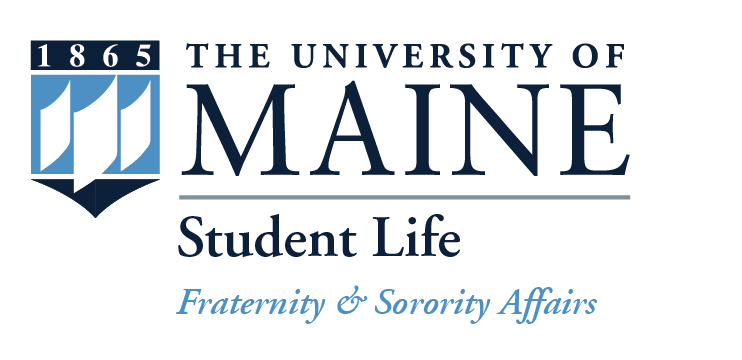 1865
THE UNIVERSITY OF
MAINE
Student Life
Fraternity & Sorority Affairs